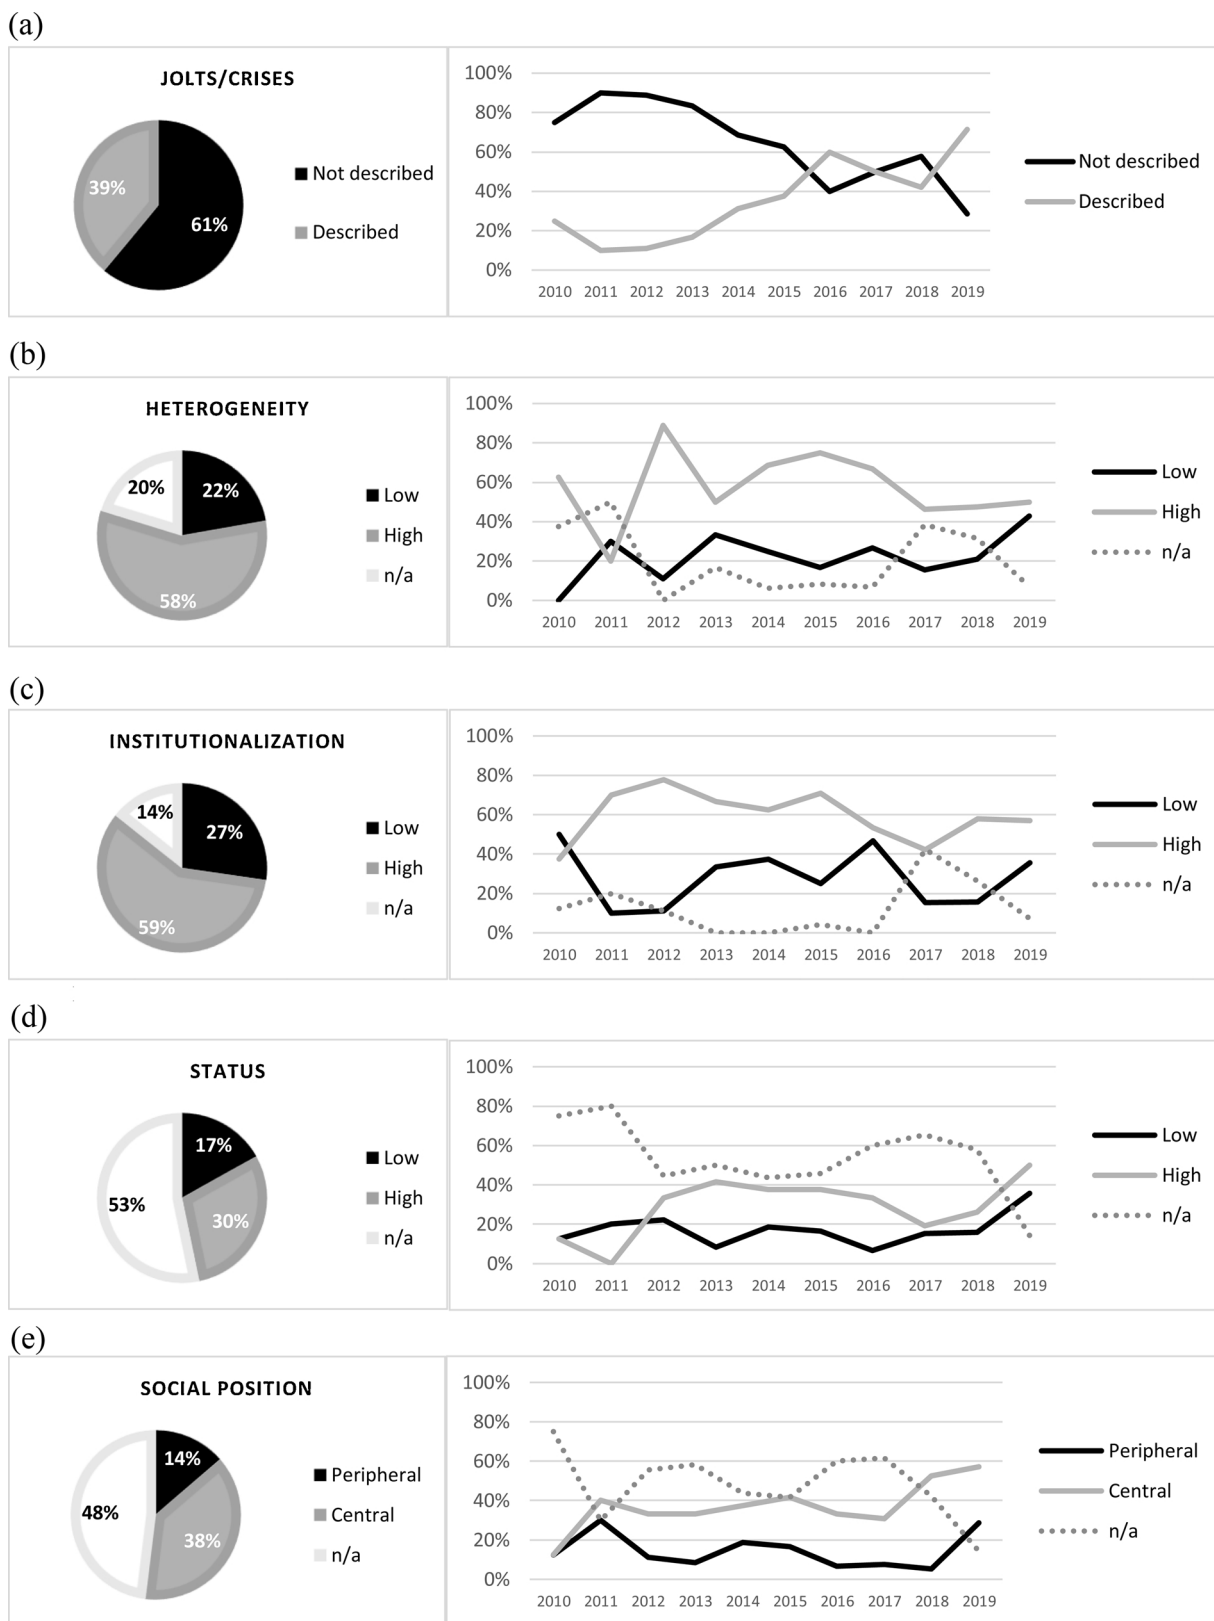 (a)
JOLTS/CRISES
39%
61%
Not described
Described
100%
80%
60%
40%
20%
0%
2010 2011 2012 2013 2014 2015 2016 2017 2018 2019
Not described
Described
(b)
HETEROGENEITY
20%
22%
58%
Low
High
n/a
100%
80%
60%
40%
20%
0%
2010 2011 2012 2013 2014 2015 2016 2017 2018 2019
Low
High
n/a
(c)
INSTITUTIONALIZATION
14%
27%
59%
Low
High
n/a
100%
80%
60%
40%
20%
0%
2010 2011 2012 2013 2014 2015 2016 2017 2018 2019
Low
High
n/a
(d)
STATUS
17%
53%
30%
Low
High
n/a
100%
80%
60%
40%
20%
0%
2010 2011 2012 2013 2014 2015 2016 2017 2018 2019
Low
High
n/a
(e)
SOCIAL POSITION
14%
48%
38%
Peripheral
Central
n/a
100%
80%
60%
40%
20%
0%
2010 2011 2012 2013 2014 2015 2016 2017 2018 2019
Peripheral
Central
n/a